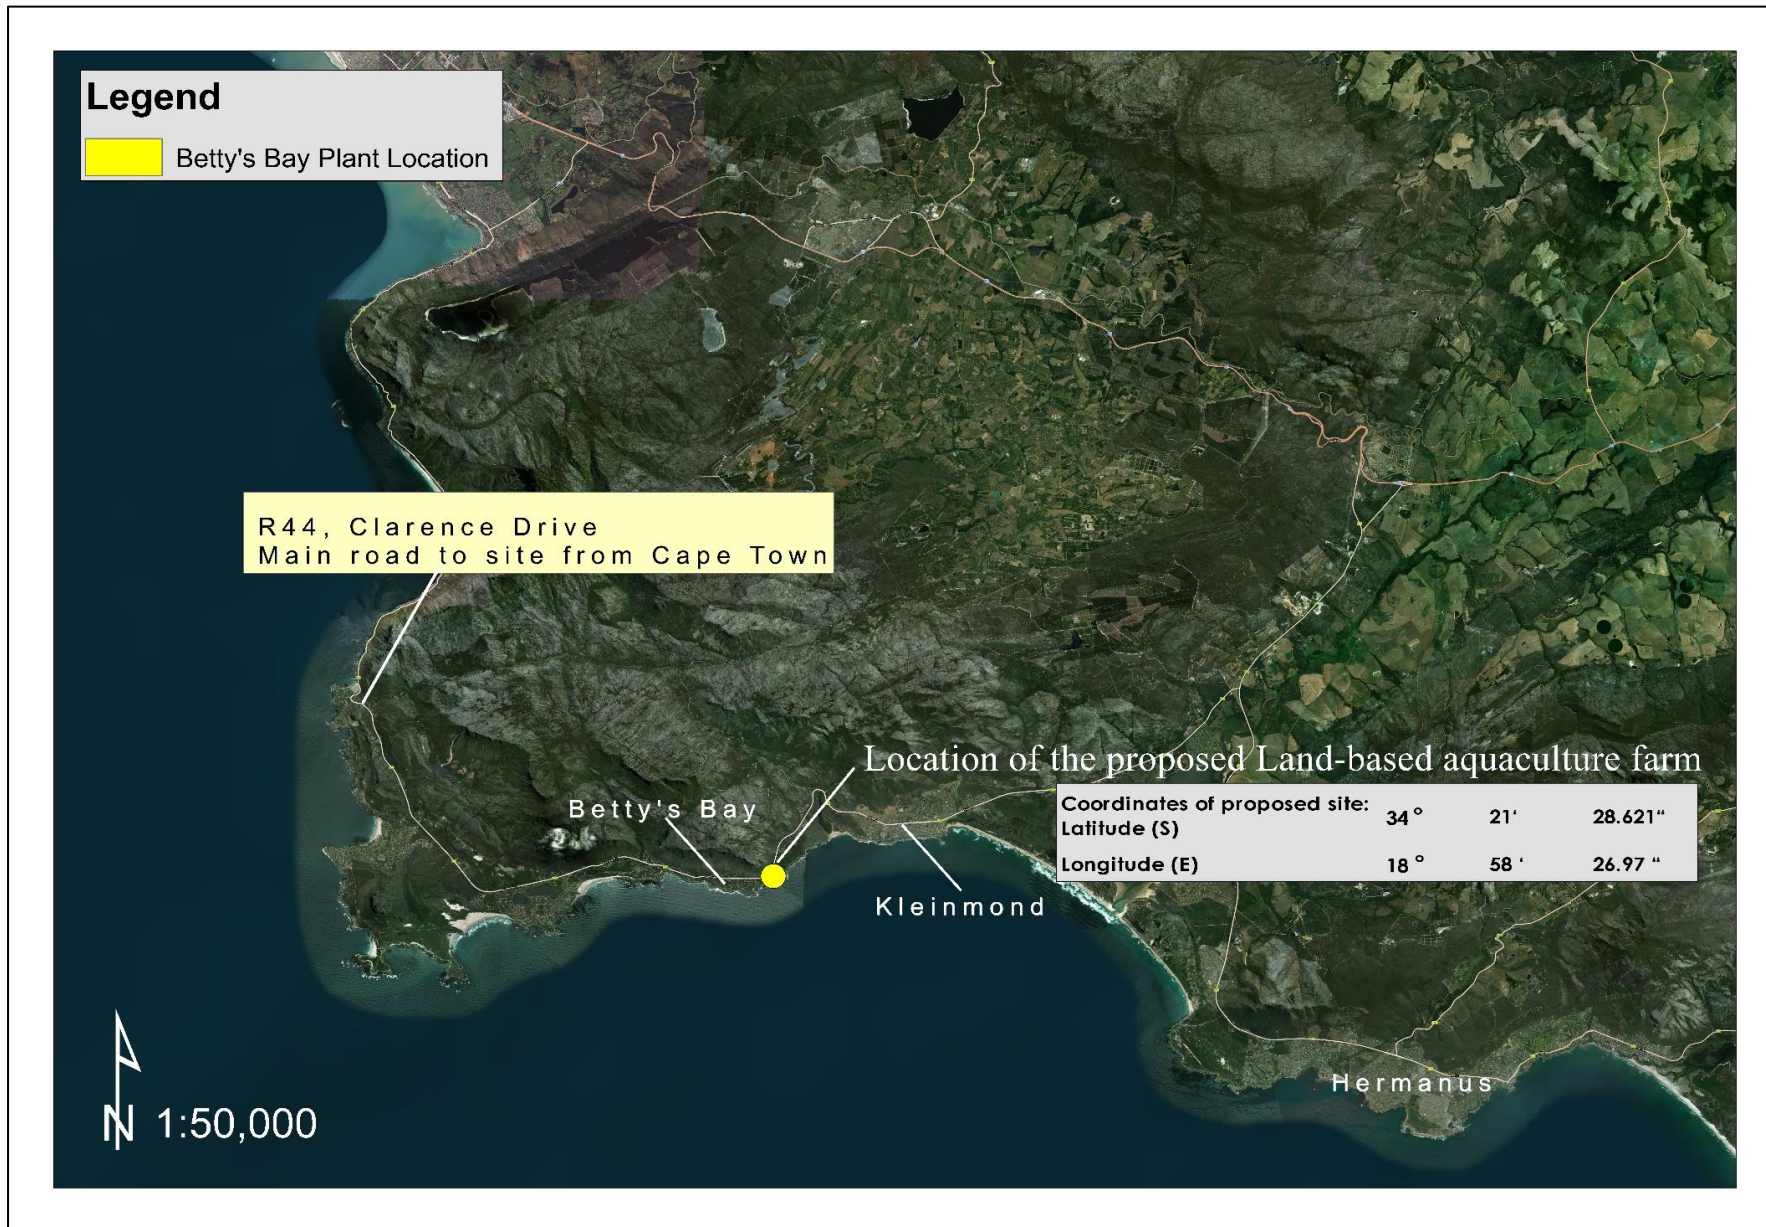 Legend
Betty's Bay Plant Location
R44, Clarence Drive
Main road to site from Cape Town
Location of the proposed Land-based aquaculture farm
Betty's Bay
Coordinates of proposed site:
Latitude (S) 34 ° 21' 28.621"
Longitude (E) 18 ° 58 ' 26.97 "
Kleinmond
Hermanus
N 1:50,000